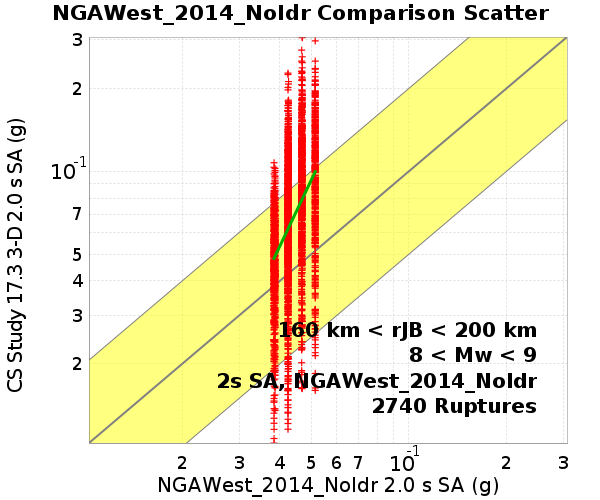 NGAWest_2014_NoIdr Comparison Scatter
CS Study 17.3 3-D 2.0 s SA (g)
3
2
10-1
7
5
4
3
2
160 km < rJB < 200 km
8 < Mw < 9
2s SA, NGAWest_2014_NoIdr
2740 Ruptures
2 3 4 5 6 7 10-1 2 3
NGAWest_2014_NoIdr 2.0 s SA (g)